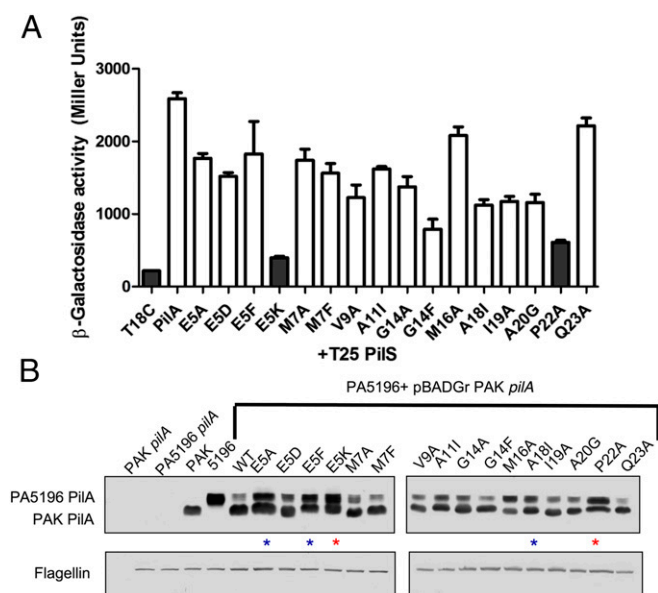 A
β-Galactosidase activity (Miller Units)
3000
2000
1000
0
T18C PilA E5A E5D E5F E5K M7A M7F V9A A11I G14A G14F M16A A18I I19A A20G P22A Q23A
+T25 PilS
B
PA5196+ pBADGr PAK pilA
PAK pilA PA5196 pilA PAK 5196 WT E5A E5D E5F E5K M7A M7F V9A A11I G14A G14F M16A A18I I19A A20G P22A Q23A
PA5196 PilA
PAK PilA
* * * * *
Flagellin